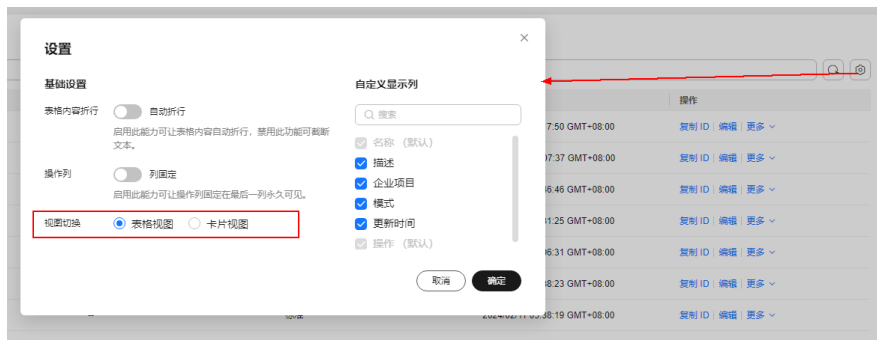 设置
基础设置
表格内容折行 自动折行
启用此能力可让表格内容自动折行，禁用此功能可截断
文本。
操作列 列固定
启用此能力可让操作列固定在最后一列永久可见。
视图切换 表格视图 卡片视图
自定义显示列
搜索
名称（默认）
描述
企业项目
模式
更新时间
操作（默认）
取消 确定
操作
7:50 GMT+08:00 复制 ID 编辑 更多
07:37 GMT+08:00 复制 ID 编辑 更多
46:46 GMT+08:00 复制 ID 编辑 更多
31:25 GMT+08:00 复制 ID 编辑 更多
06:31 GMT+08:00 复制 ID 编辑 更多
38:23 GMT+08:00 复制 ID 编辑 更多
:38:19 GMT+08:00 复制 ID 编辑 更多